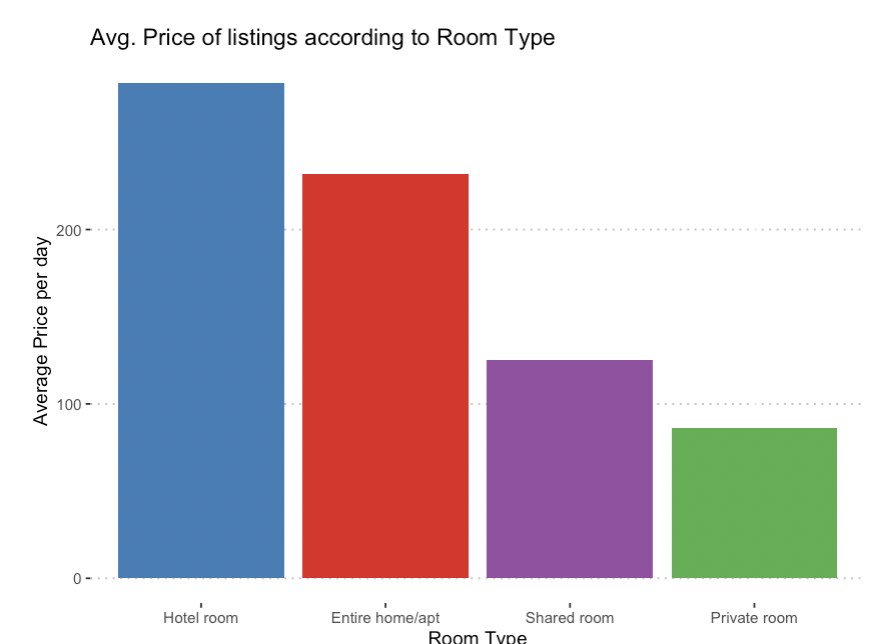 Avg. Price of listings according to Room Type
Average Price per day
200
100
0
Hotel room Entire home/apt Shared room Private room
Room Type